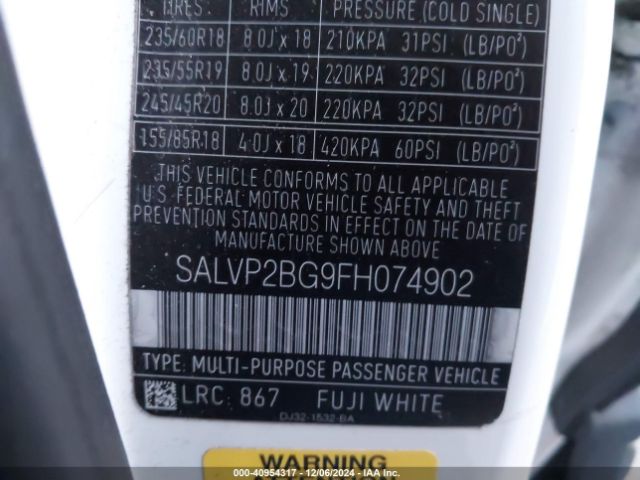 TIRES RIMS PRESSURE (COLD SINGLE)
235/60R18 8.0J x 18 210KPA 31PSI (LB/PO²)
235/55R19 8.0J x 19 220KPA 32PSI (LB/PO²)
245/45R20 8.0J x 20 220KPA 32PSI (LB/PO²)
155/85R18 4.0J x 18 420KPA 60PSI (LB/PO²)
THIS VEHICLE CONFORMS TO ALL APPLICABLE
U.S. FEDERAL MOTOR VEHICLE SAFETY AND THEFT
PREVENTION STANDARDS IN EFFECT ON THE DATE OF
MANUFACTURE SHOWN ABOVE
SALVP2BG9FH074902
TYPE: MULTI-PURPOSE PASSENGER VEHICLE
LRC: 867 FUJI WHITE
DJ32-1532-BA
WARNING
000-40954317 - 12/06/2024 - IAAI.COM